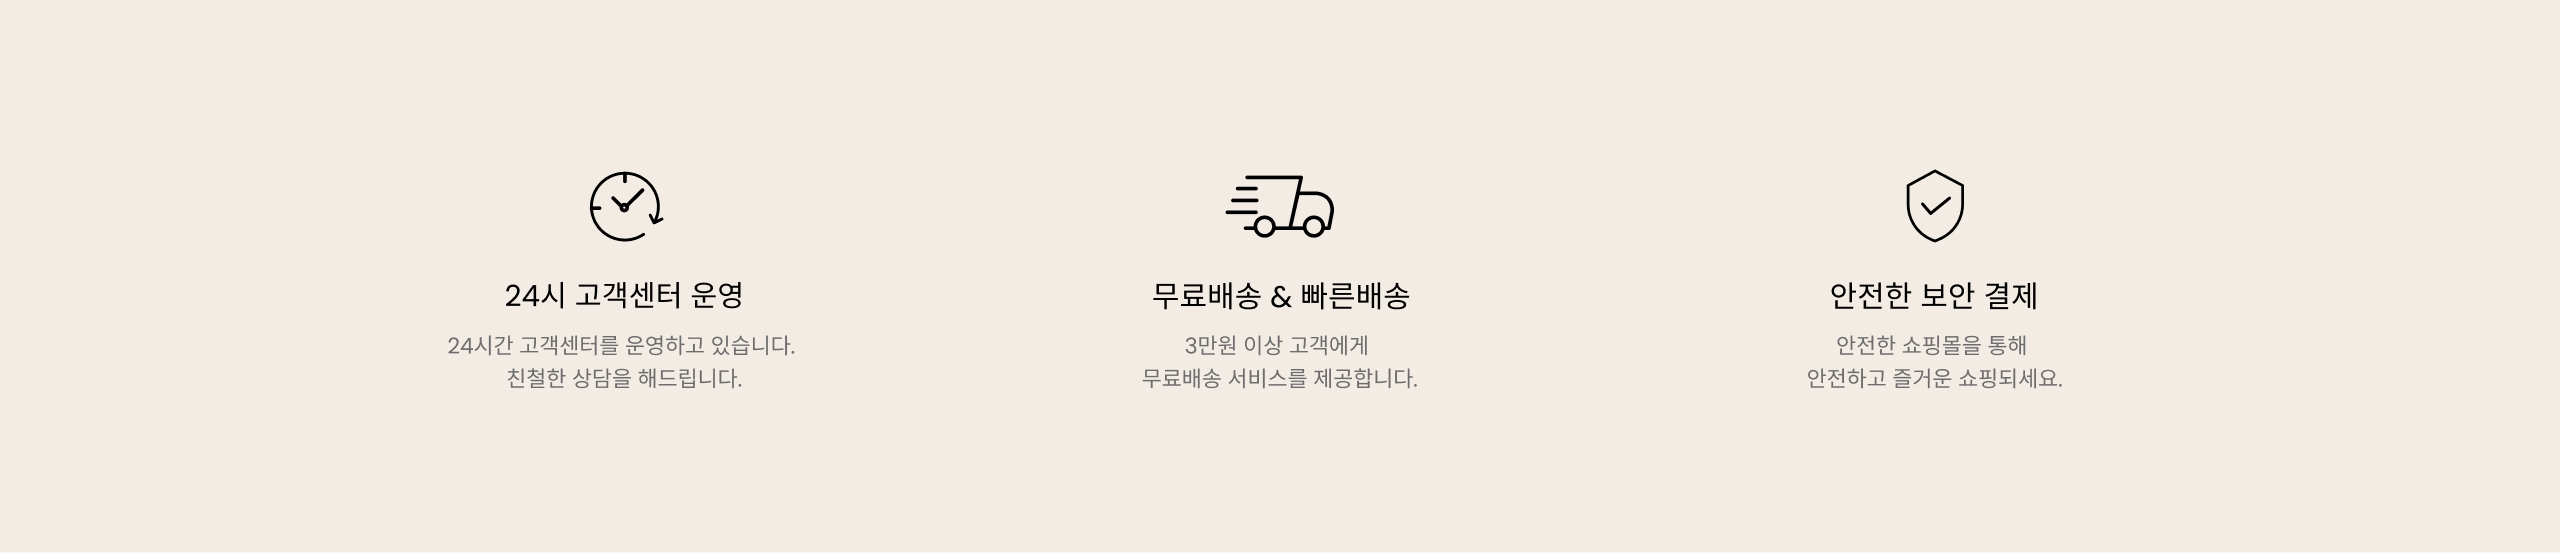 24시 고객센터 운영
24시간 고객센터를 운영하고 있습니다.
친철한 상담을 해드립니다.
무료배송 & 빠른배송
3만원 이상 고객에게
무료배송 서비스를 제공합니다.
안전한 보안 결제
안전한 쇼핑몰을 통해
안전하고 즐거운 쇼핑되세요.